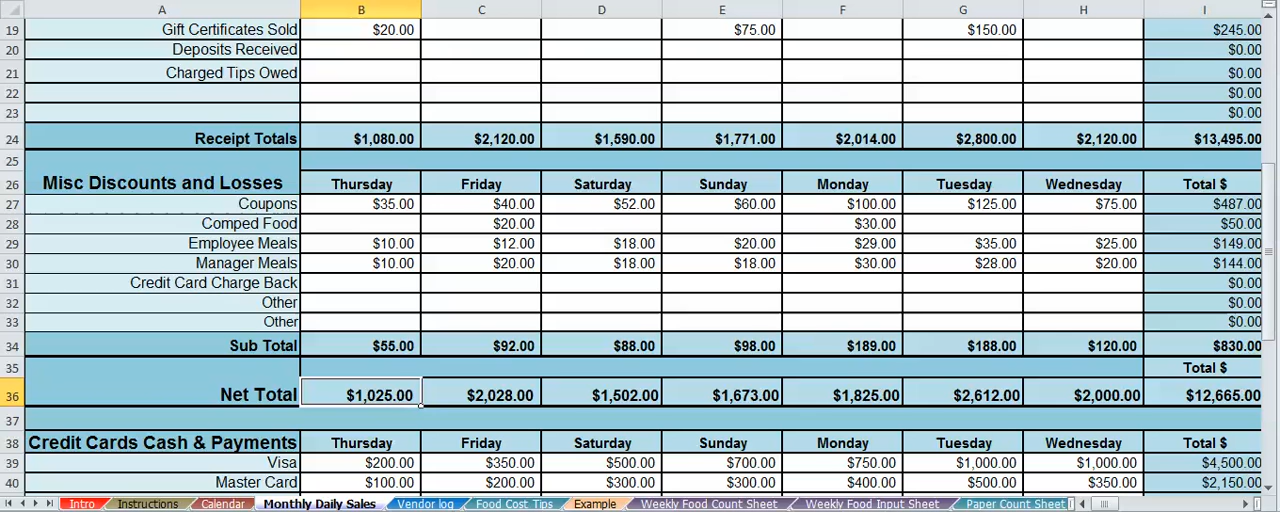 A B C D E F G H I
19 Gift Certificates Sold $20.00 $75.00 $150.00 $245.00
20 Deposits Received $0.00
21 Charged Tips Owed $0.00
22 $0.00
23 $0.00
24 Receipt Totals $1,080.00 $2,120.00 $1,590.00 $1,771.00 $2,014.00 $2,800.00 $2,120.00 $13,495.00
25
26 Misc Discounts and Losses Thursday Friday Saturday Sunday Monday Tuesday Wednesday Total $
27 Coupons $35.00 $40.00 $52.00 $60.00 $100.00 $125.00 $75.00 $487.00
28 Comped Food $20.00 $30.00 $50.00
29 Employee Meals $10.00 $12.00 $18.00 $20.00 $29.00 $35.00 $25.00 $149.00
30 Manager Meals $10.00 $20.00 $18.00 $18.00 $30.00 $28.00 $20.00 $144.00
31 Credit Card Charge Back $0.00
32 Other $0.00
33 Other $0.00
34 Sub Total $55.00 $92.00 $88.00 $98.00 $189.00 $188.00 $120.00 $830.00
35 Total $
36 Net Total $1,025.00 $2,028.00 $1,502.00 $1,673.00 $1,825.00 $2,612.00 $2,000.00 $12,665.00
37
38 Credit Cards Cash & Payments Thursday Friday Saturday Sunday Monday Tuesday Wednesday Total $
39 Visa $200.00 $350.00 $500.00 $700.00 $750.00 $1,000.00 $1,000.00 $4,500.00
40 Master Card $100.00 $200.00 $300.00 $300.00 $400.00 $500.00 $350.00 $2,150.00
Intro Instructions Calendar Monthly Daily Sales Vendor log Food Cost Tips Example Weekly Food Count Sheet Weekly Food Input Sheet Paper Count Sheet